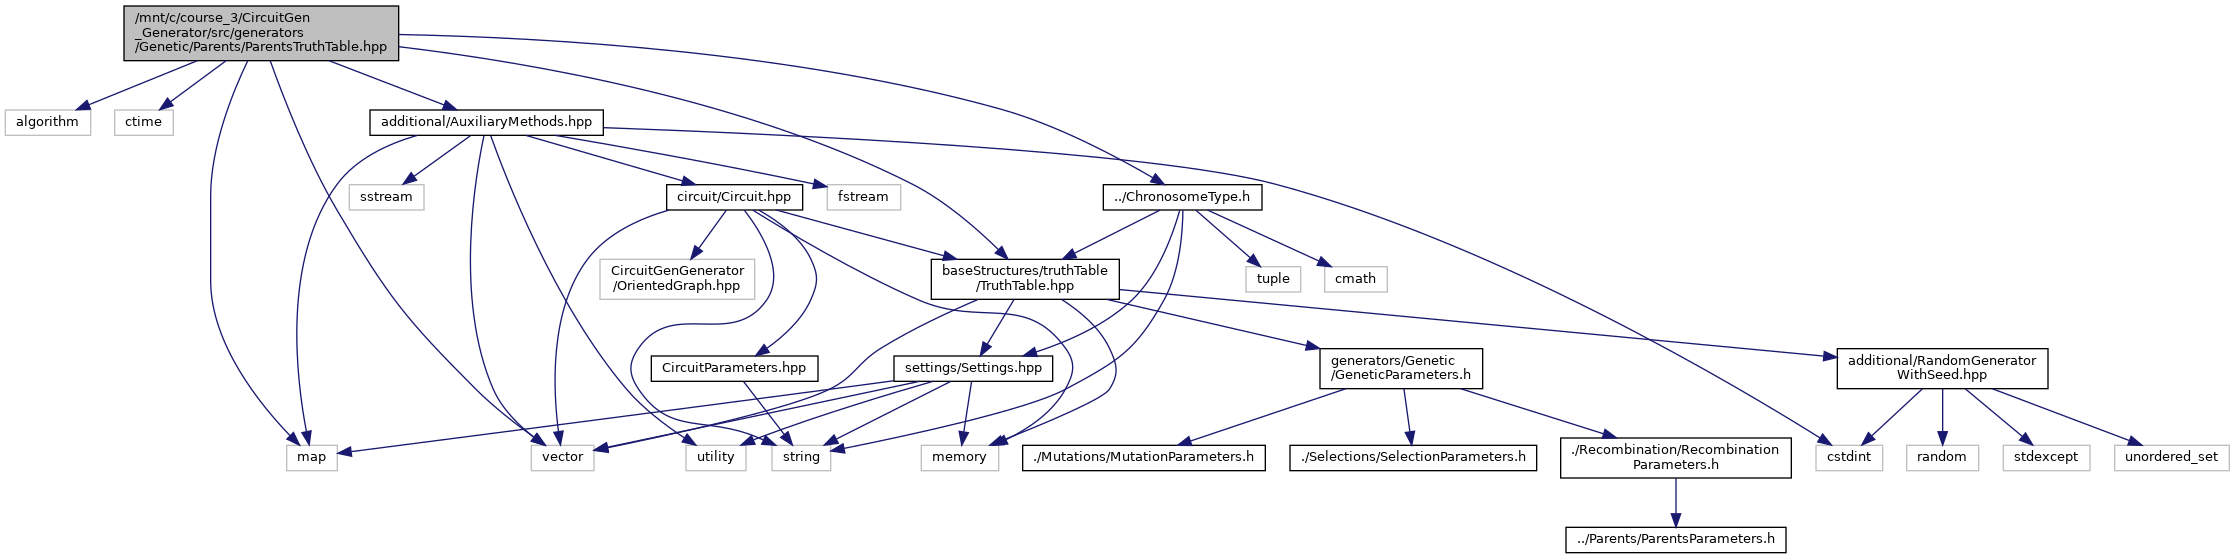 /mnt/c/course_3/CircuitGen
_Generator/src/generators
/Genetic/Parents/ParentsTruthTable.hpp
algorithm
ctime
additional/AuxiliaryMethods.hpp
sstream
circuit/Circuit.hpp
fstream
../ChronosomeType.h
CircuitGenGenerator
/OrientedGraph.hpp
baseStructures/truthTable
/TruthTable.hpp
tuple
cmath
CircuitParameters.hpp
settings/Settings.hpp
generators/Genetic
/GeneticParameters.h
additional/RandomGenerator
WithSeed.hpp
map
vector
utility
string
memory
./Mutations/MutationParameters.h
./Selections/SelectionParameters.h
./Recombination/Recombination
Parameters.h
cstdint
random
stdexcept
unordered_set
../Parents/ParentsParameters.h